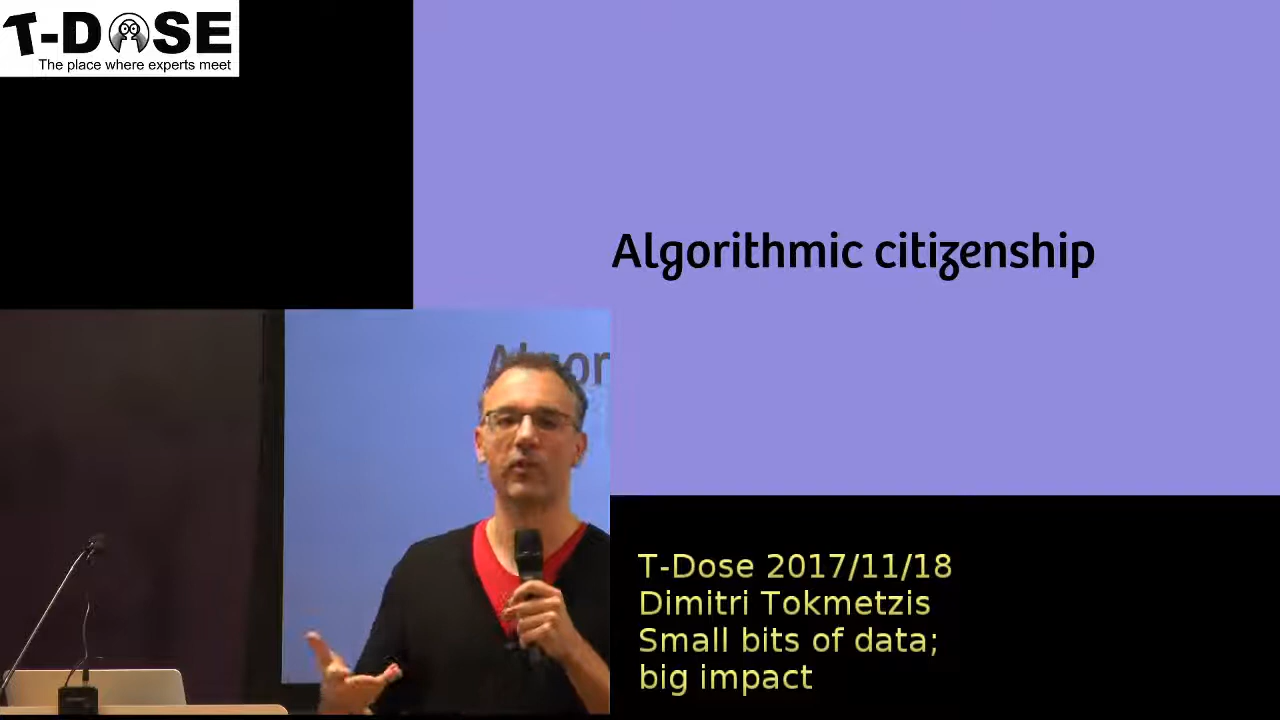 T-DOSE
The place where experts meet
Algorithmic citizenship
Algor
T-Dose 2017/11/18
Dimitri Tokmetzis
Small bits of data;
big impact